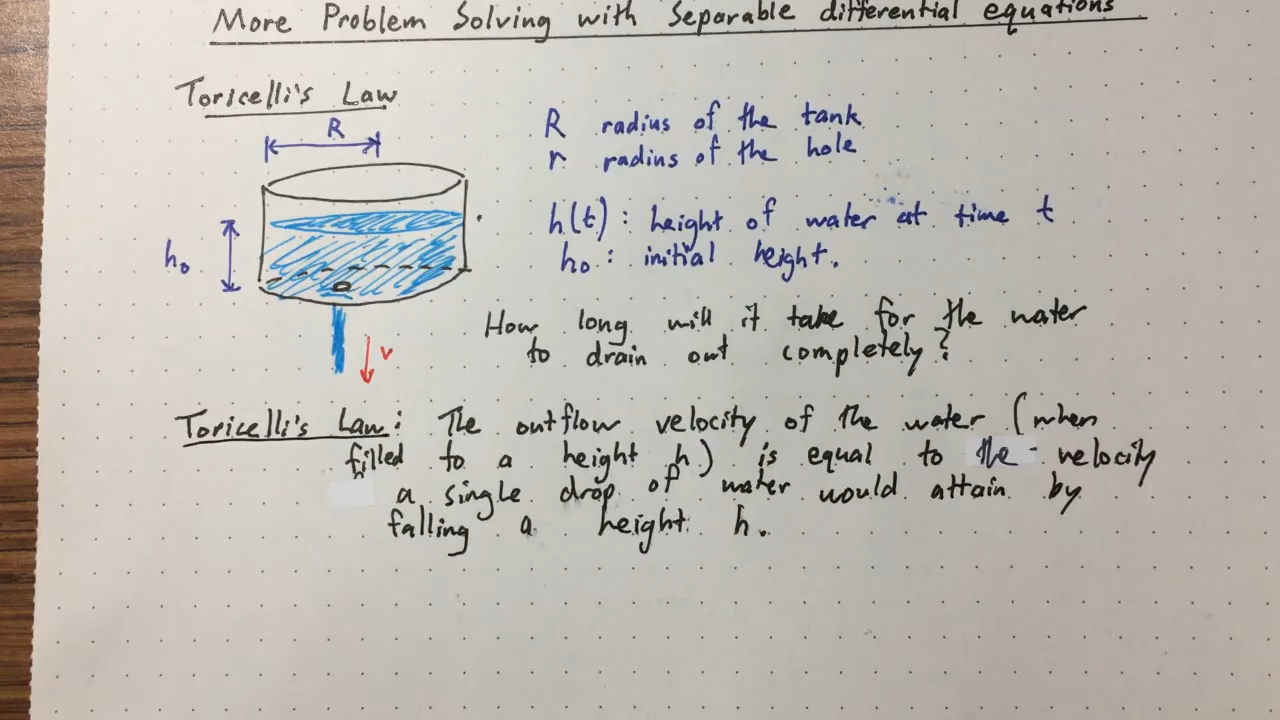 More Problem Solving with Separable differential equations
Toricelli's Law
R
R radius of the tank
r radius of the hole
h(t): height of water at time t
h₀: initial height.
h₀
v
How long will it take for the water
to drain out completely?
Toricelli's Law: The outflow velocity of the water (when
filled to a height h) is equal to the velocity
a single drop of water would attain by
falling a height h.